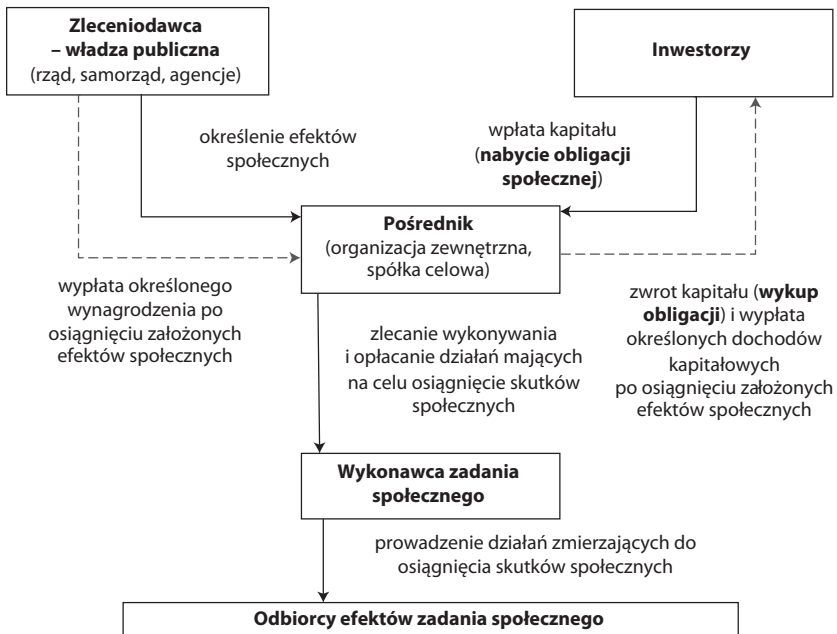 Zleceniodawca
– władza publiczna
(rząd, samorząd, agencje)
Inwestorzy
określenie efektów
społecznych
wpłata kapitału
(nabycie obligacji
społecznej)
Pośrednik
(organizacja zewnętrzna,
spółka celowa)
wypłata określonego
wynagrodzenia po
osiągnięciu założonych
efektów społecznych
zwrot kapitału (wykup
obligacji) i wypłata
określonych dochodów
kapitałowych
po osiągnięciu założonych
efektów społecznych
zlecanie wykonywania
i opłacanie działań mających
na celu osiągnięcie skutków
społecznych
Wykonawca zadania
społecznego
prowadzenie działań zmierzających do
osiągnięcia skutków społecznych
Odbiorcy efektów zadania społecznego